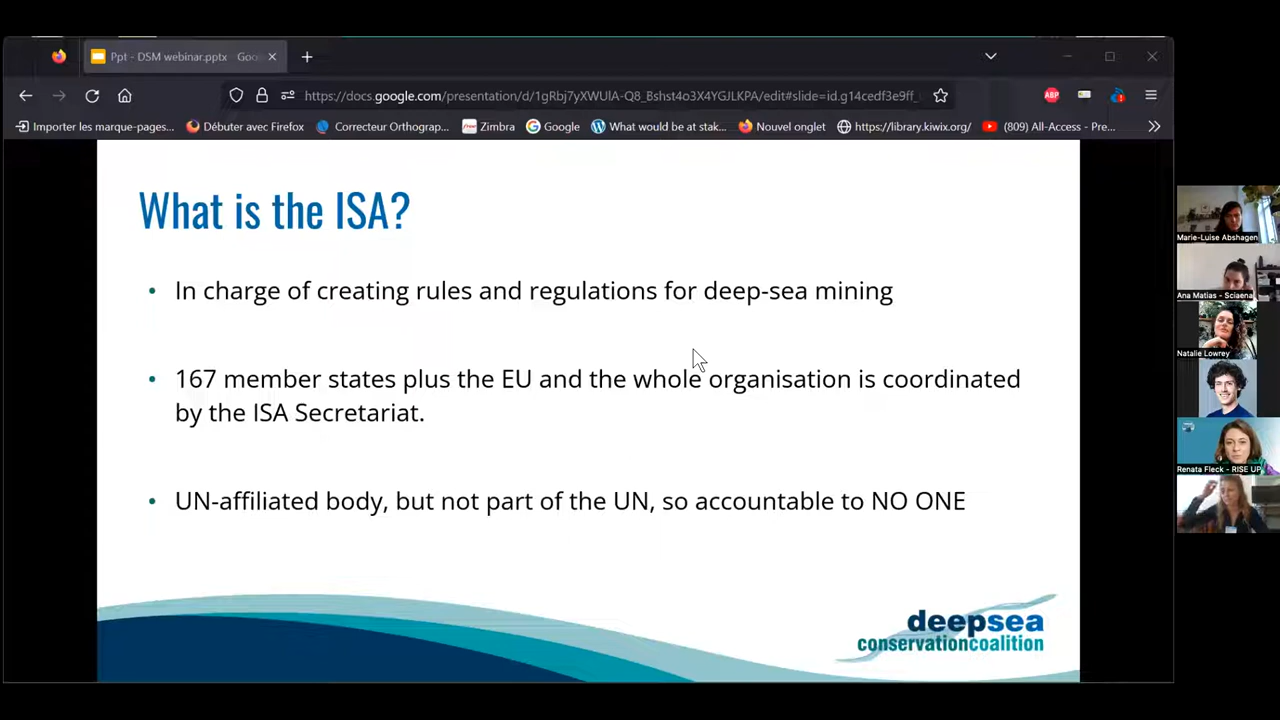 Ppt - DSM webinar.pptx - Goo
https://docs.google.com/presentation/d/1gRbj7yXWUlA-Q8_Bshst4o3X4YGJLKPA/edit#slide=id.g14cedf3e9ff_
ABP
Importer les marque-pages...
Débuter avec Firefox
Correcteur Orthograp...
Zimbra
Google
What would be at stak...
Nouvel onglet
https://library.kiwix.org/
(809) All-Access - Pre...
What is the ISA?
• In charge of creating rules and regulations for deep-sea mining
• 167 member states plus the EU and the whole organisation is coordinated
by the ISA Secretariat.
• UN-affiliated body, but not part of the UN, so accountable to NO ONE
deepsea
conservationcoalition
Marie-Luise Abshagen
Ana Matias - Sciaena
Natalie Lowrey
Renata Fleck - RISE UP